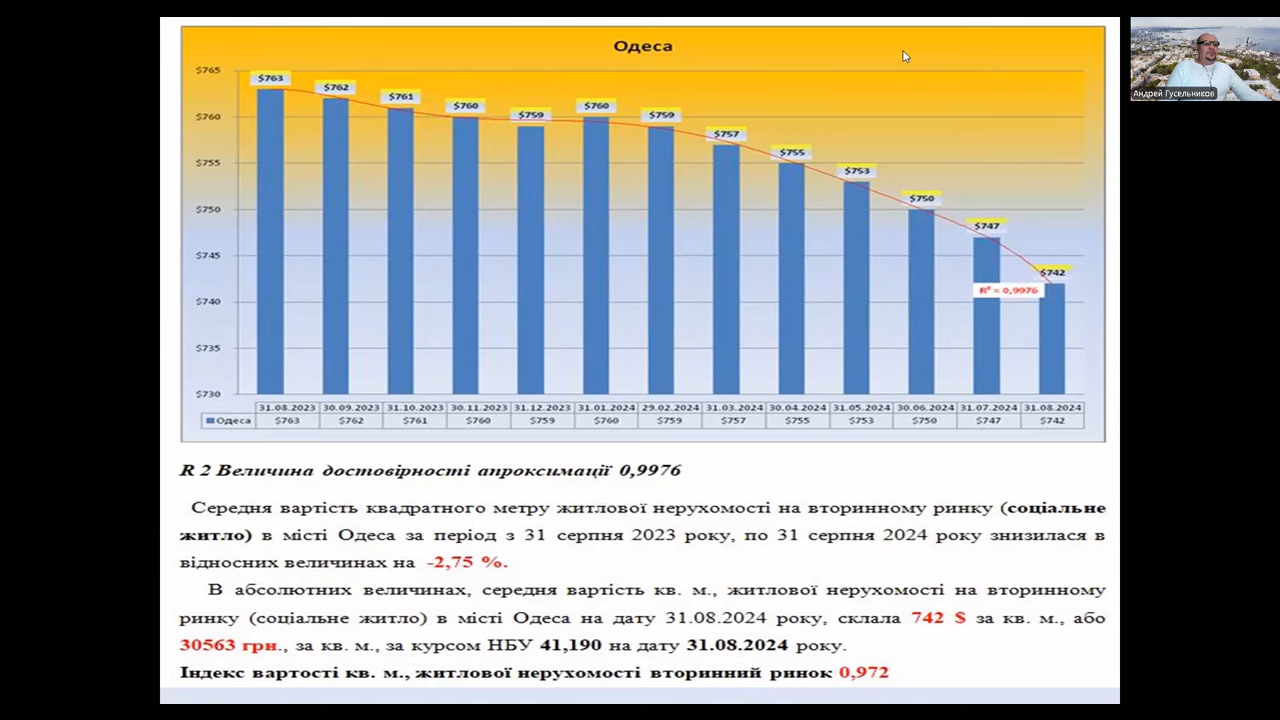 Одеса
$765
$760
$755
$750
$745
$740
$735
$730
$763
$762
$761
$760
$759
$760
$759
$757
$755
$753
$750
$747
$742
R² = 0,9976
31.08.2023 30.09.2023 31.10.2023 30.11.2023 31.12.2023 31.01.2024 29.02.2024 31.03.2024 30.04.2024 31.05.2024 30.06.2024 31.07.2024 31.08.2024
Одеса $763 $762 $761 $760 $759 $760 $759 $757 $755 $753 $750 $747 $742
R 2 Величина достовірності апроксимації 0,9976
Середня вартість квадратного метру житлової нерухомості на вторинному ринку (соціальне
житло) в місті Одеса за період з 31 серпня 2023 року, по 31 серпня 2024 року знизилася в
відносних величинах на -2,75 %.
В абсолютних величинах, середня вартість кв. м., житлової нерухомості на вторинному
ринку (соціальне житло) в місті Одеса на дату 31.08.2024 року, склала 742 $ за кв. м., або
30563 грн., за кв. м., за курсом НБУ 41,190 на дату 31.08.2024 року.
Індекс вартості кв. м., житлової нерухомості вторинний ринок 0,972
Андрей Гусельников